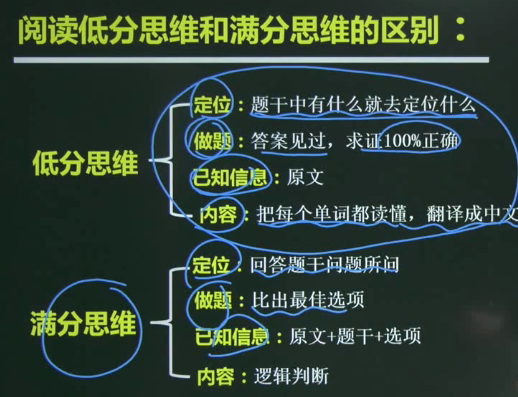 阅读低分思维和满分思维的区别：
定位：题干中有什么就去定位什么
做题：答案见过，求证100%正确
低分思维
已知信息：原文
内容：把每个单词都读懂，翻译成中文
定位：回答题干问题所问
做题：比出最佳选项
满分思维
已知信息：原文+题干+选项
内容：逻辑判断